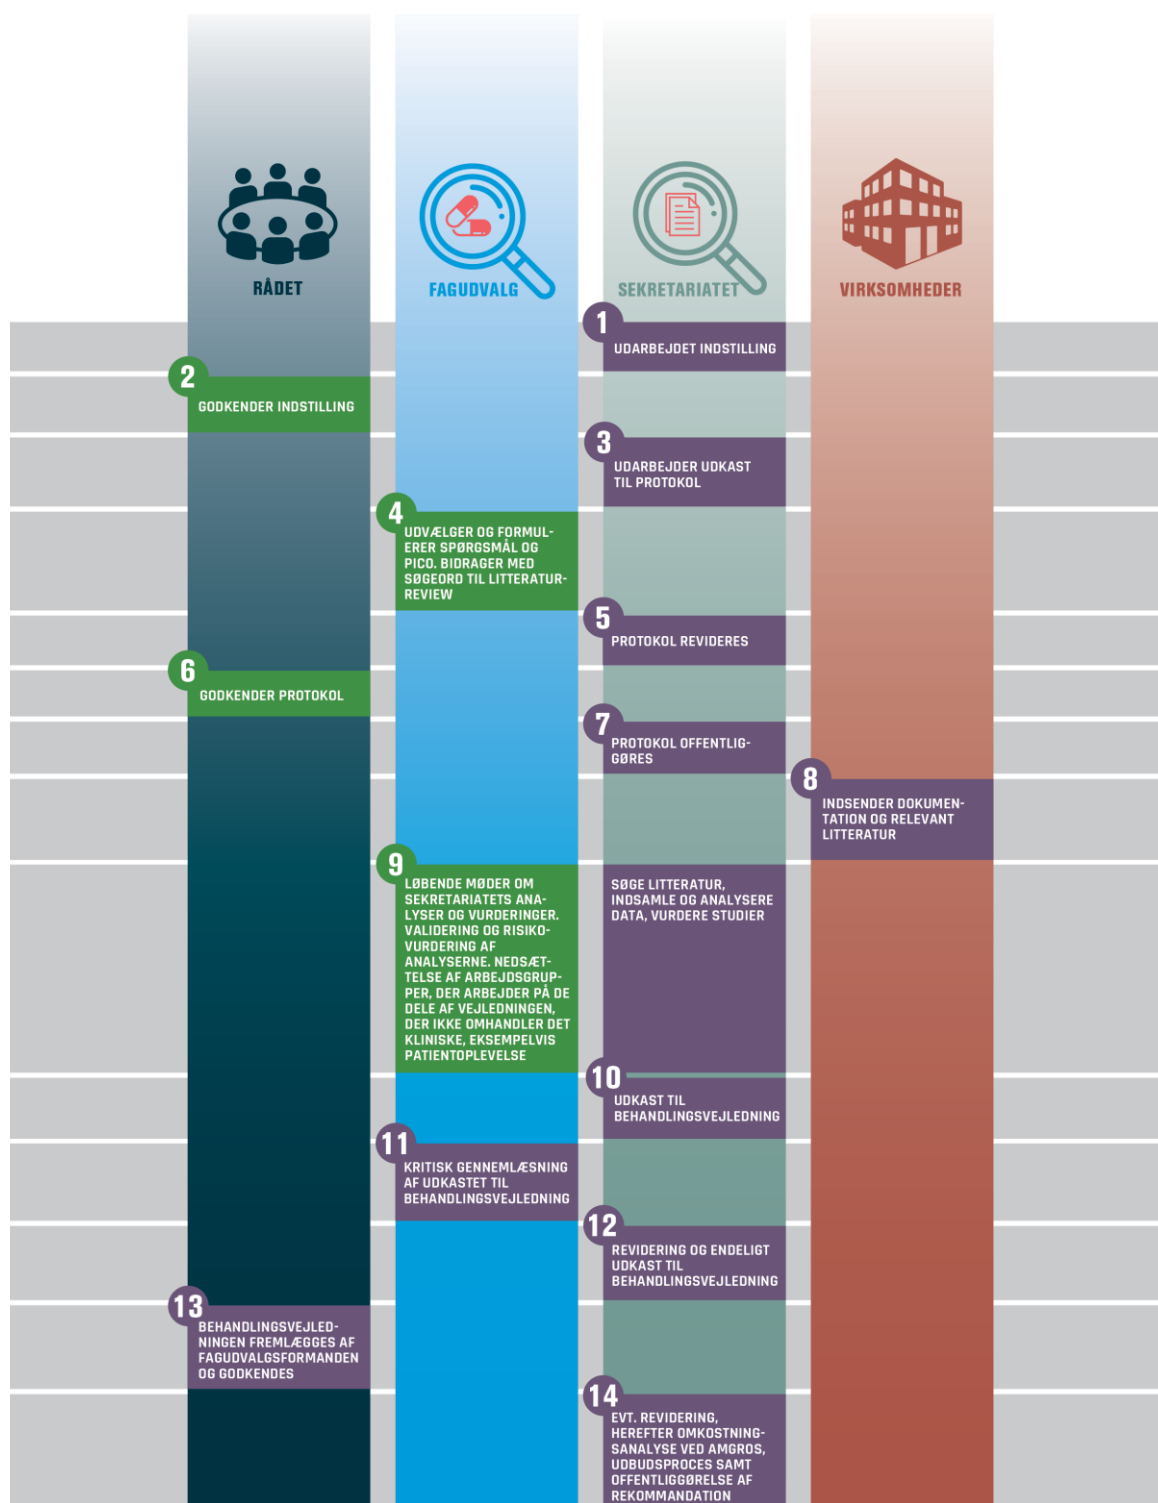 RÅDET
FAGUDVALG
SEKRETARIATET
VIRKSOMHEDER
1
UDARBEJDET INDSTILLING
2
GODKENDER INDSTILLING
3
UDARBEJDER UDKAST
TIL PROTOKOL
4
UDVÆLGER OG FORMUL-
ERER SPØRGSMÅL OG
PICO. BIDRAGER MED
SØGEORD TIL LITTERATUR-
REVIEW
5
PROTOKOL REVIDERES
6
GODKENDER PROTOKOL
7
PROTOKOL OFFENTLIG-
GØRES
8
INDSENDER DOKUMEN-
TATION OG RELEVANT
LITTERATUR
9
LØBENDE MØDER OM
SEKRETARIATETS ANA-
LYSER OG VURDERINGER.
VALIDERING OG RISIKO-
VURDERING AF
ANALYSERNE. NEDSÆT-
TELSE AF ARBEJDSGRUP-
PER, DER ARBEJDER PÅ DE
DELE AF VEJLEDNINGEN,
DER IKKE OMHANDLER DET
KLINISKE, EKSEMPELVIS
PATIENTOPLEVELSE
SØGE LITTERATUR,
INDSAMLE OG ANALYSERE
DATA, VURDERE STUDIER
10
UDKAST TIL
BEHANDLINGSVEJLEDNING
11
KRITISK GENNEMLÆSNING
AF UDKASTET TIL
BEHANDLINGSVEJLEDNING
12
REVIDERING OG ENDELIGT
UDKAST TIL
BEHANDLINGSVEJLEDNING
13
BEHANDLINGSVEJLED-
NINGEN FREMLÆGGES AF
FAGUDVALGSFORMANDEN
OG GODKENDES
14
EVT. REVIDERING,
HEREFTER OMKOSTNING-
SANALYSE VED AMGROS,
UDBUDSPROCES SAMT
OFFENTLIGGØRELSE AF
REKOMMANDATION